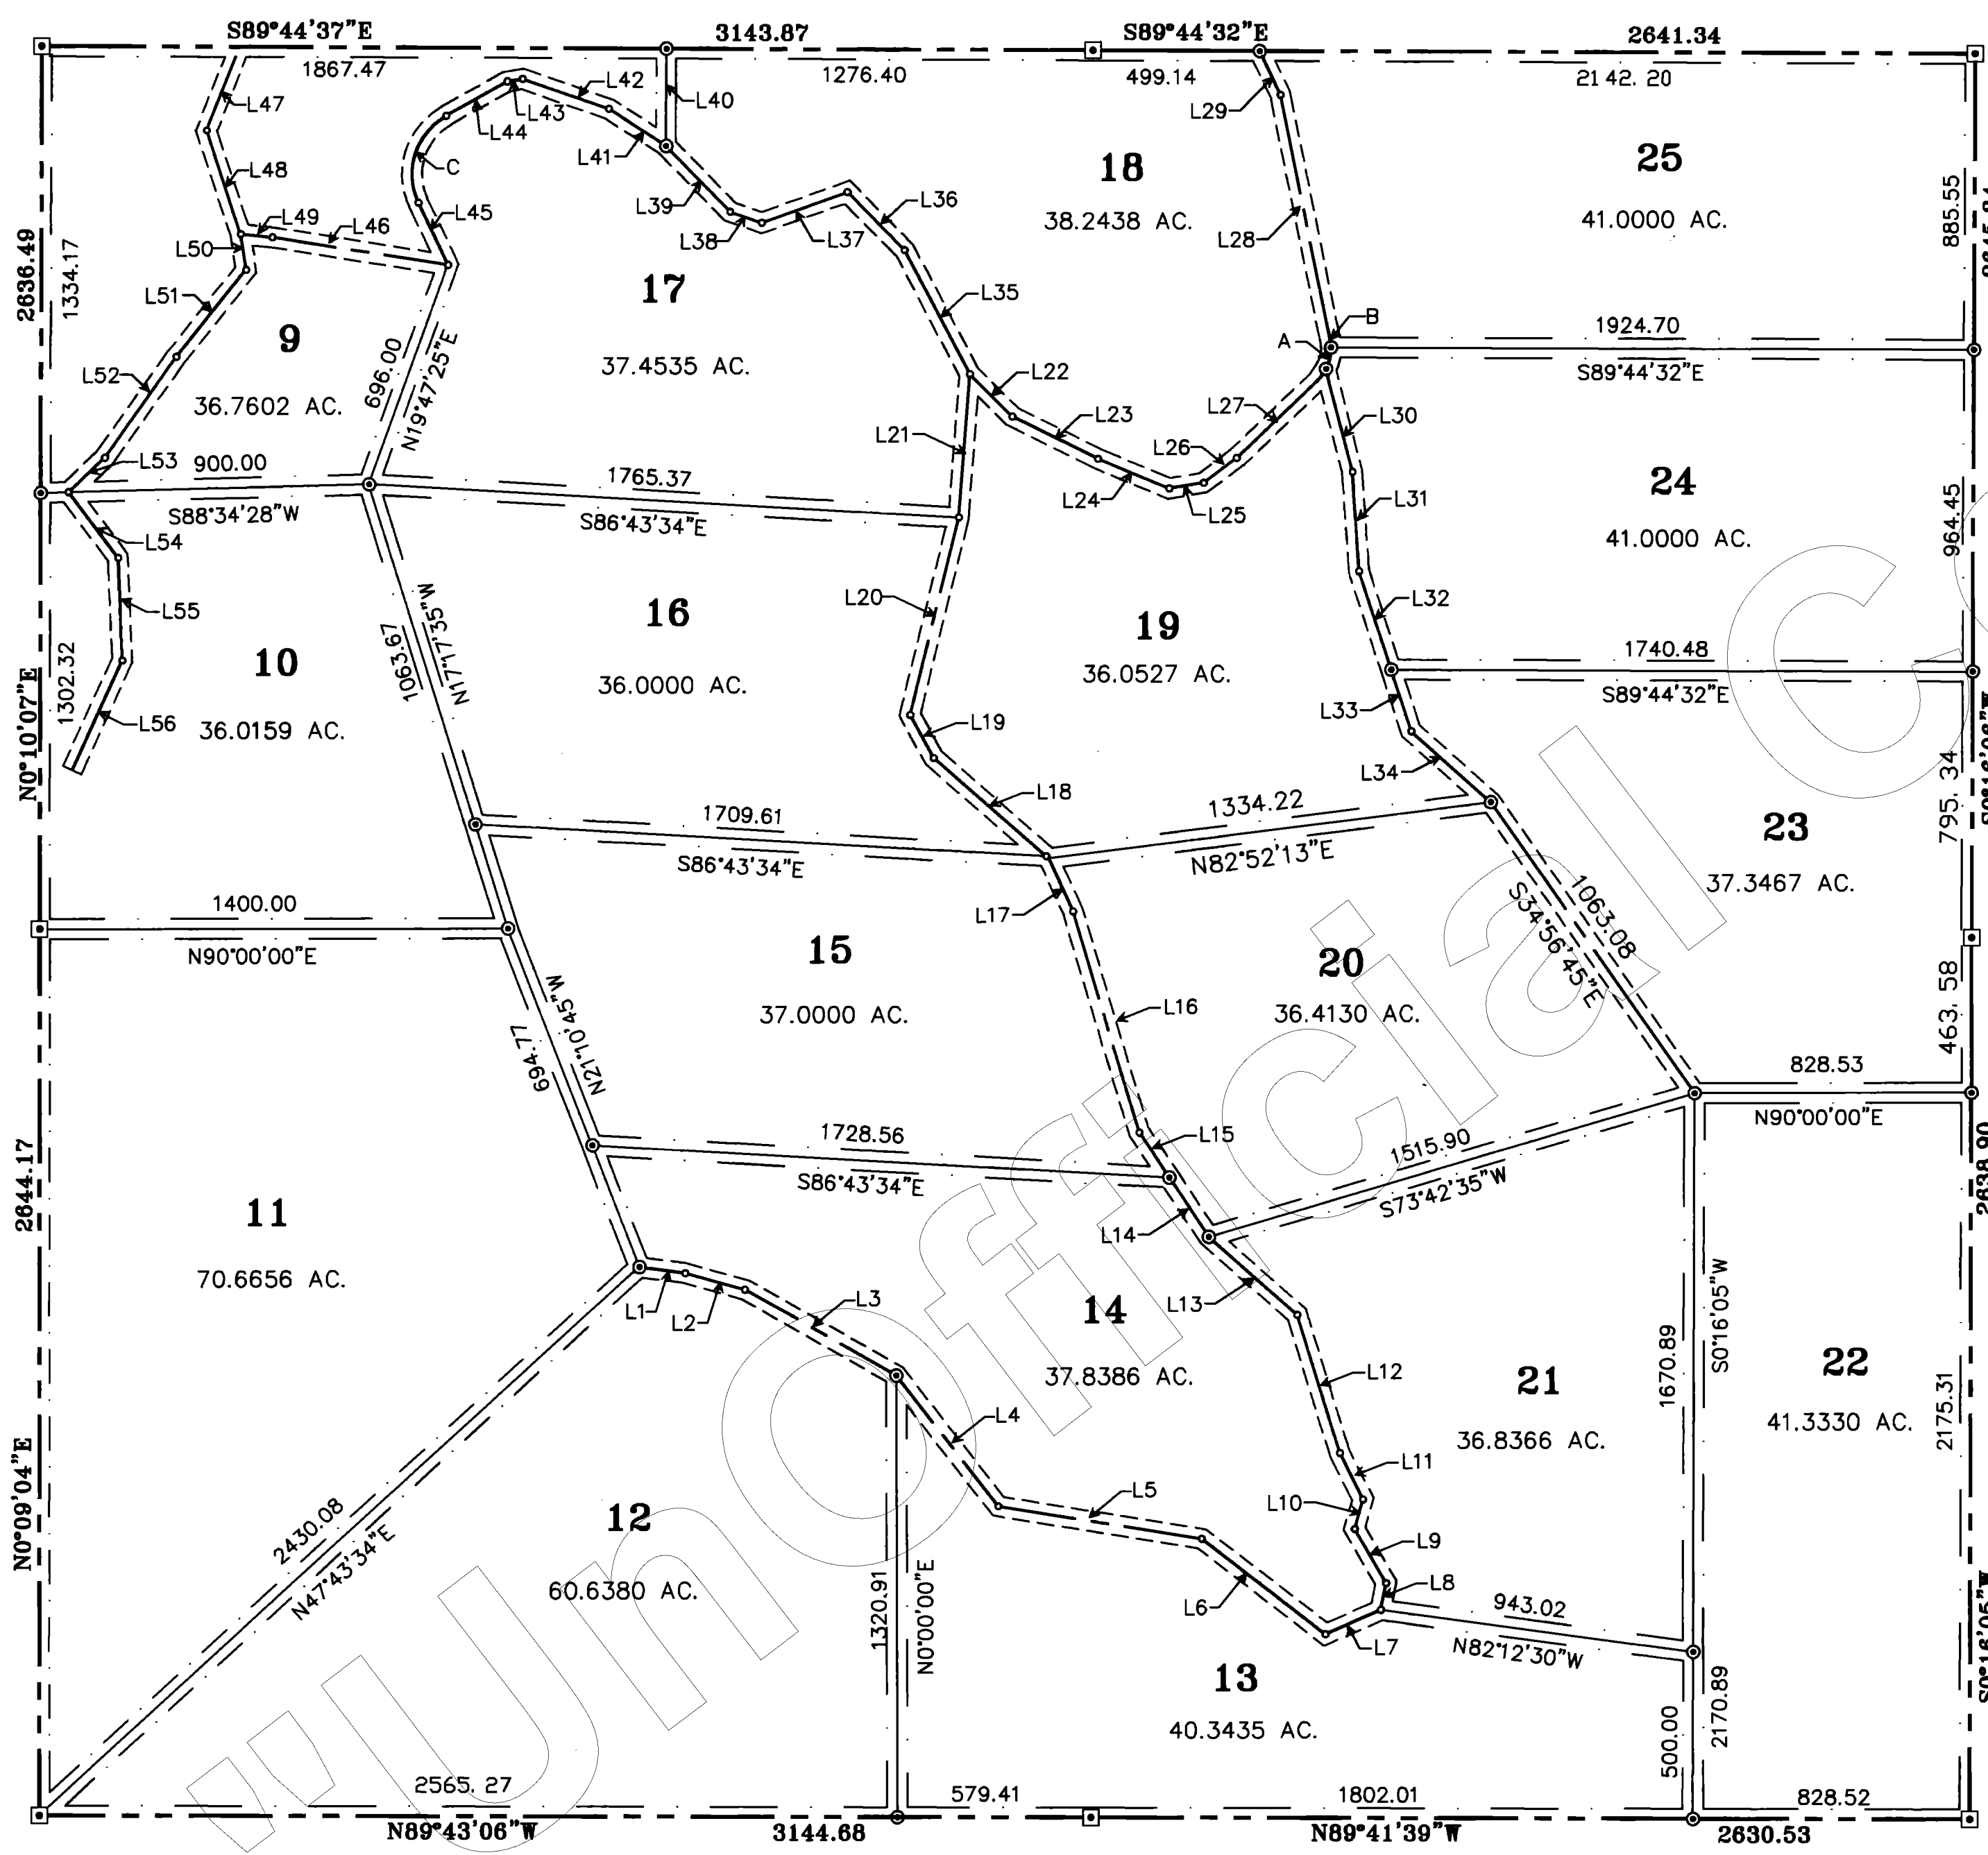 S89°44'37"E
3143.87
S89°44'32"E
2641.34
1867.47
1276.40
499.14
2142.20
L47
L44
L43
L42
L40
L41
L29
C
L48
L49
L46
L45
L50
L39
L38
L37
L36
18
38.2438 AC.
L28
25
41.0000 AC.
885.55
2636.49
1334.17
L51
17
37.4535 AC.
L35
A
B
1924.70
S89°44'32"E
9
36.7602 AC.
L52
696.00
N19°47'25"E
L22
L23
L21
L27
L26
L24
L25
L30
L31
24
41.0000 AC.
964.45
L53
900.00
S88°34'28"W
1765.37
S86°43'34"E
L54
L55
L20
L32
10
36.0159 AC.
1302.32
L56
N0°10'07"E
1063.67
N17°17'35"W
16
36.0000 AC.
19
36.0527 AC.
1740.48
S89°44'32"E
L19
L33
L34
L18
1709.61
S86°43'34"E
1334.22
N82°52'13"E
23
37.3467 AC.
795.34
1400.00
N90°00'00"E
L17
15
37.0000 AC.
L16
20
36.4130 AC.
1063.08
S34°56'45"E
463.58
694.77
N21°10'45"W
828.53
N90°00'00"E
1728.56
S86°43'34"E
L15
1515.90
S73°42'35"W
2644.17
2638.90
11
70.6656 AC.
L14
L13
L1
L2
L3
14
37.8386 AC.
L12
1670.89
S0°16'05"W
21
36.8366 AC.
22
41.3330 AC.
2175.31
L4
L11
L10
L5
L9
L8
L6
L7
N0°09'04"E
2430.08
N47°43'34"E
12
60.6380 AC.
1320.91
N0°00'00"E
943.02
N82°12'30"W
S0°16'05"W
13
40.3435 AC.
500.00
2170.89
2565.27
579.41
1802.01
828.52
N89°43'06"W
3144.68
N89°41'39"W
2630.53
"Unofficial